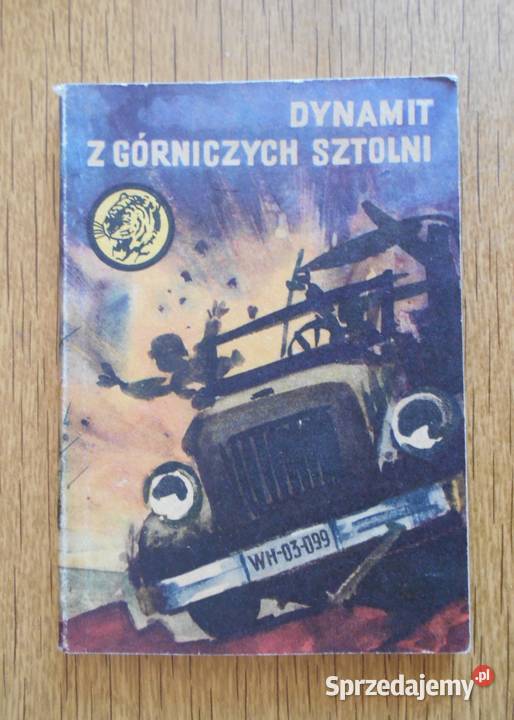 DYNAMIT
Z GÓRNICZYCH SZTOLNI
WH-03-099
Sprzedajemy.pl